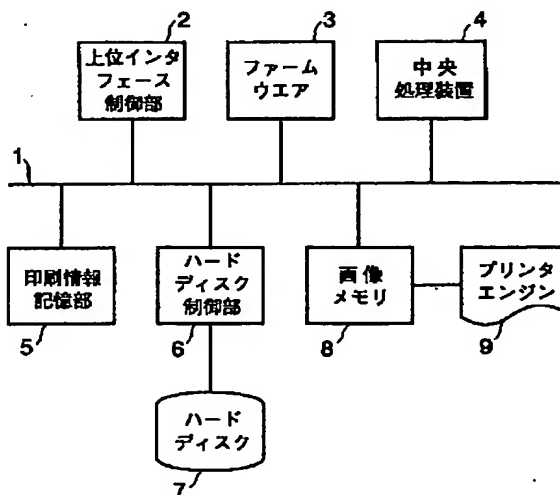 2
上位インタ
フェース
制御部
3
ファーム
ウエア
4
中央
処理装置
1
印刷情報
記憶部
5
ハード
ディスク
制御部
6
画像
メモリ
8
プリンタ
エンジン
9
ハード
ディスク
7